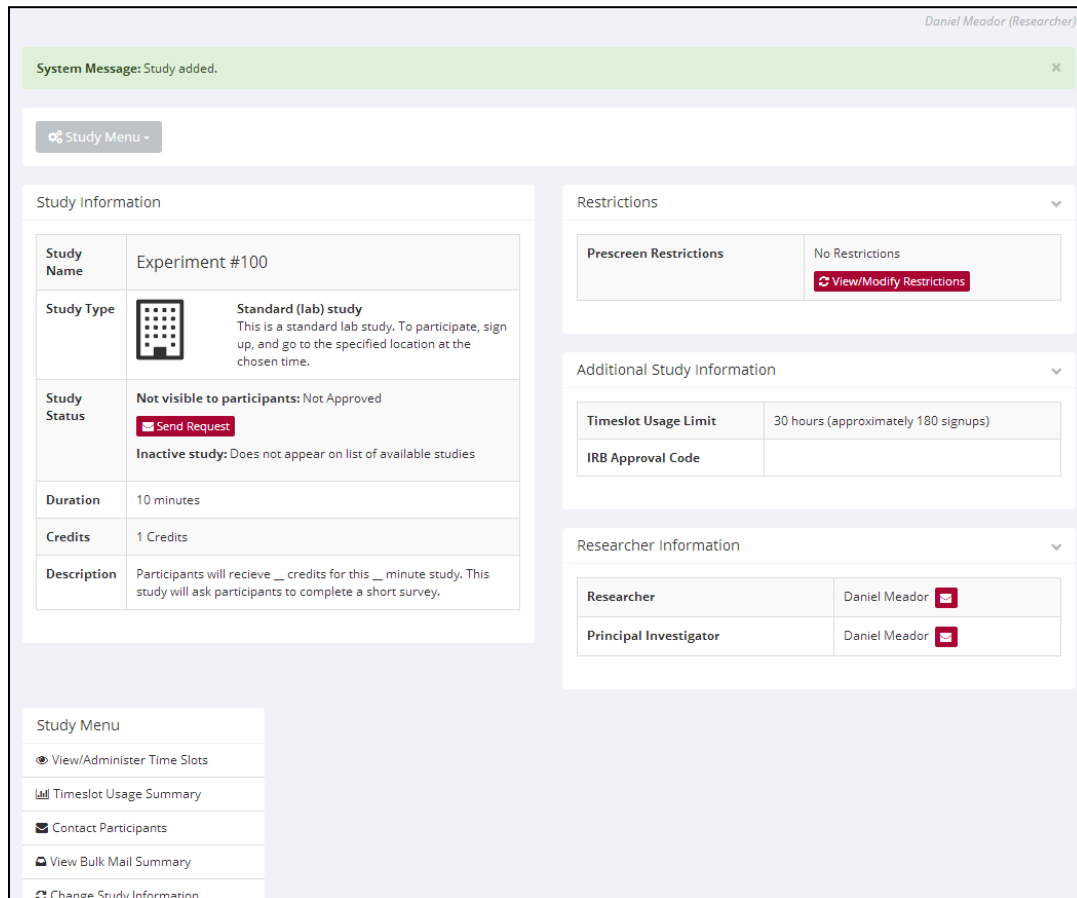 Daniel Meador (Researcher)
System Message: Study added.
×
Study Menu
Study Information
Study Name
Experiment #100
Study Type
Standard (lab) study
This is a standard lab study. To participate, sign
up, and go to the specified location at the
chosen time.
Study Status
Not visible to participants: Not Approved
Send Request
Inactive study: Does not appear on list of available studies
Duration
10 minutes
Credits
1 Credits
Description
Participants will recieve __ credits for this __ minute study. This
study will ask participants to complete a short survey.
Restrictions
Prescreen Restrictions
No Restrictions
View/Modify Restrictions
Additional Study Information
Timeslot Usage Limit
30 hours (approximately 180 signups)
IRB Approval Code
Researcher Information
Researcher
Daniel Meador
Principal Investigator
Daniel Meador
Study Menu
View/Administer Time Slots
Timeslot Usage Summary
Contact Participants
View Bulk Mail Summary
Change Study Information